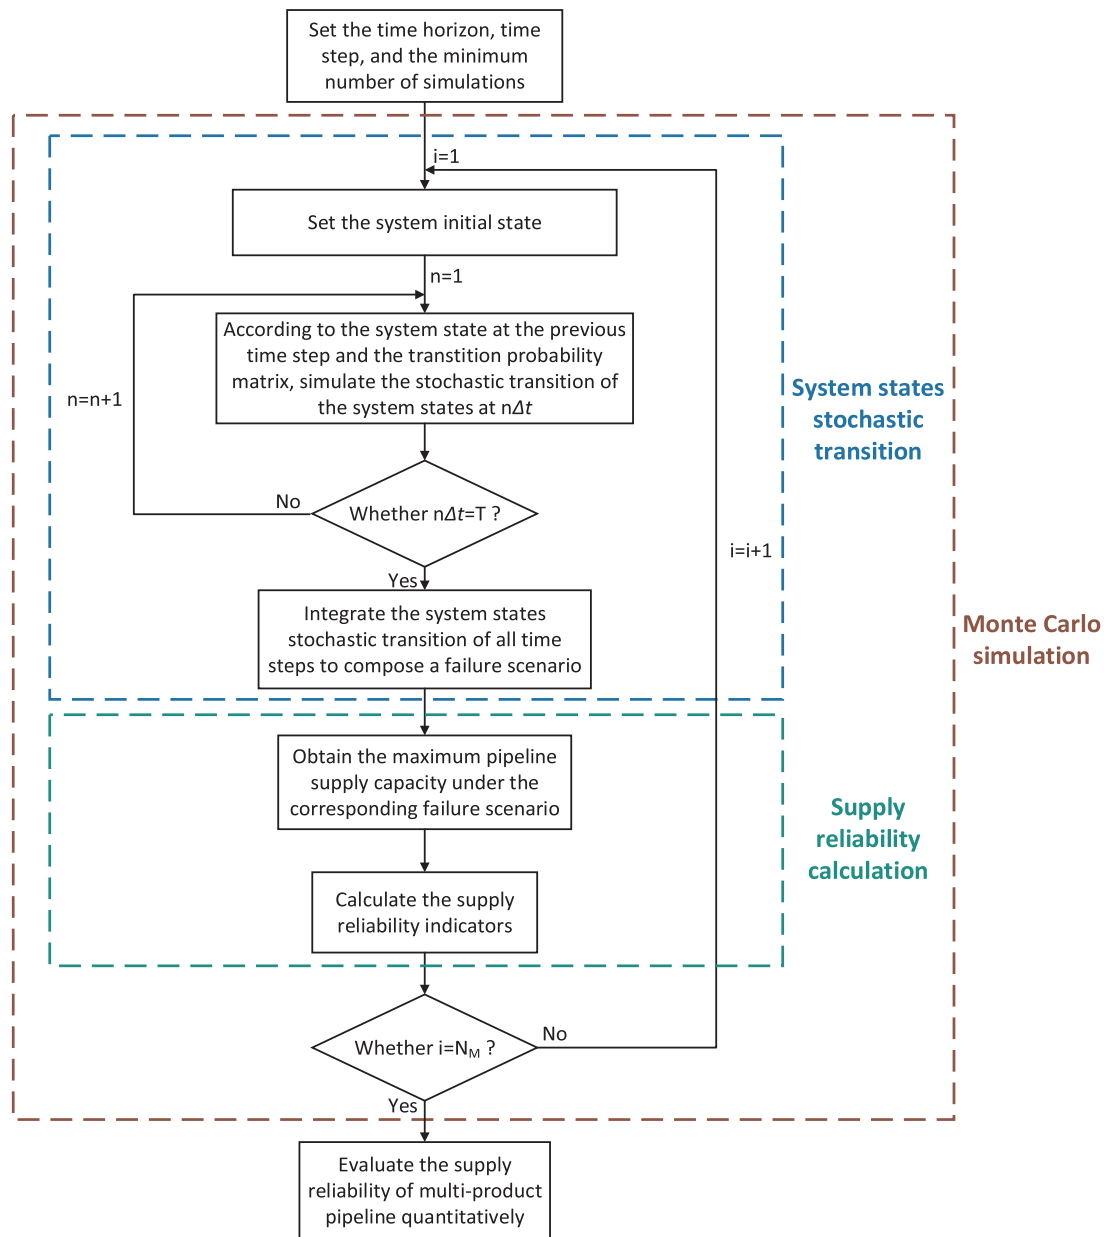 Set the time horizon, time
step, and the minimum
number of simulations
i=1
Set the system initial state
n=1
According to the system state at the previous
time step and the transtition probability
matrix, simulate the stochastic transition of
the system states at nΔt
n=n+1
No
Whether nΔt=T ?
Yes
Integrate the system states
stochastic transition of all time
steps to compose a failure scenario
System states
stochastic
transition
i=i+1
Monte Carlo
simulation
Obtain the maximum pipeline
supply capacity under the
corresponding failure scenario
Supply
reliability
calculation
Calculate the supply
reliability indicators
Whether i=N_M ?
No
Yes
Evaluate the supply
reliability of multi-product
pipeline quantitatively